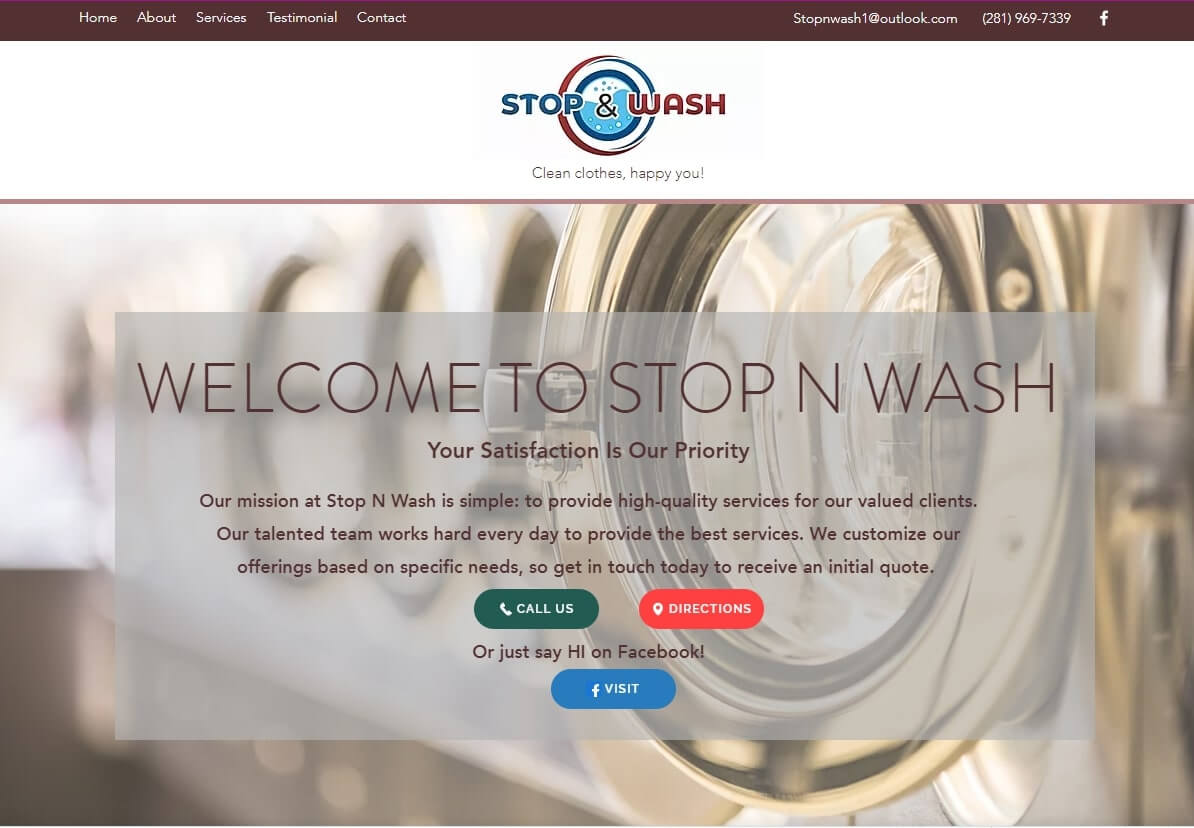 Home About Services Testimonial Contact Stopnwash1@outlook.com (281) 969-7339
STOP & WASH
Clean clothes, happy you!
WELCOME TO STOP N WASH
Your Satisfaction Is Our Priority
Our mission at Stop N Wash is simple: to provide high-quality services for our valued clients.
Our talented team works hard every day to provide the best services. We customize our
offerings based on specific needs, so get in touch today to receive an initial quote.
CALL US DIRECTIONS
Or just say HI on Facebook!
VISIT